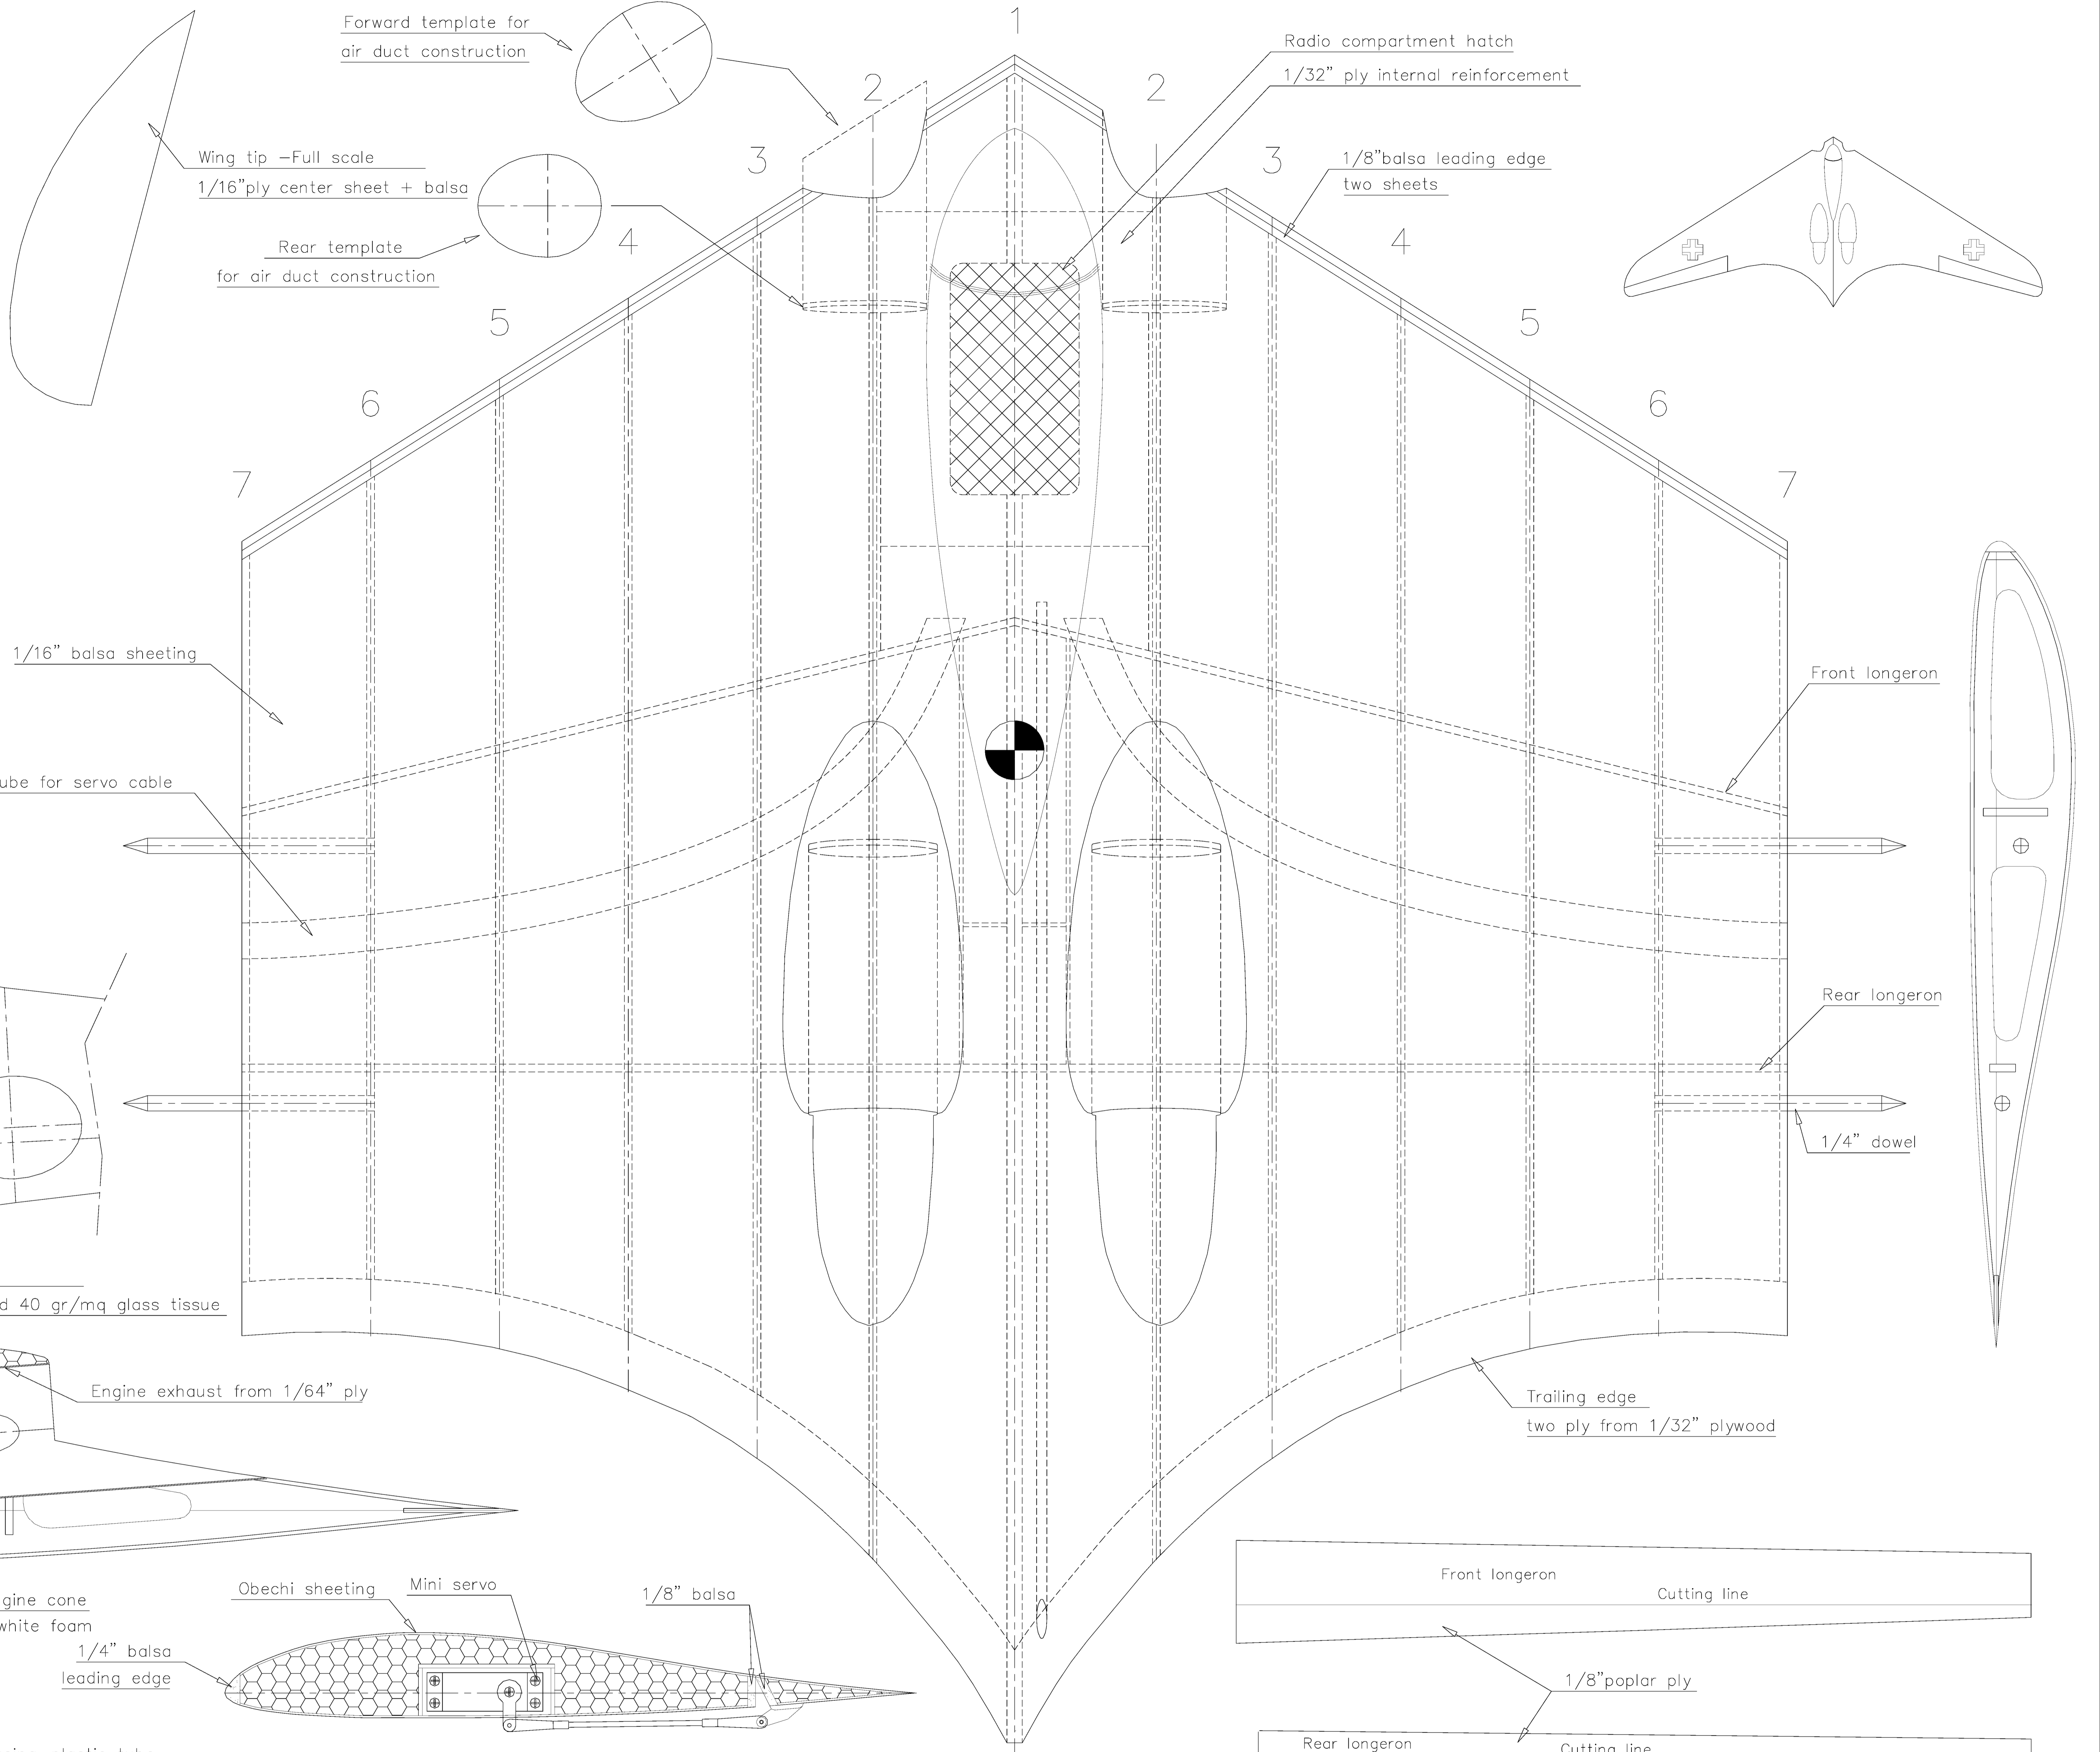 1
Forward template for
air duct construction
Radio compartment hatch
1/32" ply internal reinforcement
2
2
Wing tip -Full scale
1/16"ply center sheet + balsa
3
3
1/8"balsa leading edge
two sheets
Rear template
for air duct construction
4
4
5
5
6
6
7
7
1/16" balsa sheeting
Front longeron
for servo cable
Rear longeron
1/4" dowel
40 gr/mq glass tissue
Engine exhaust from 1/64" ply
Trailing edge
two ply from 1/32" plywood
Front longeron
Cutting line
Obechi sheeting
Mini servo
1/8" balsa
cone
white foam
1/4" balsa
leading edge
1/8"poplar ply
Rear longeron
Cutting line